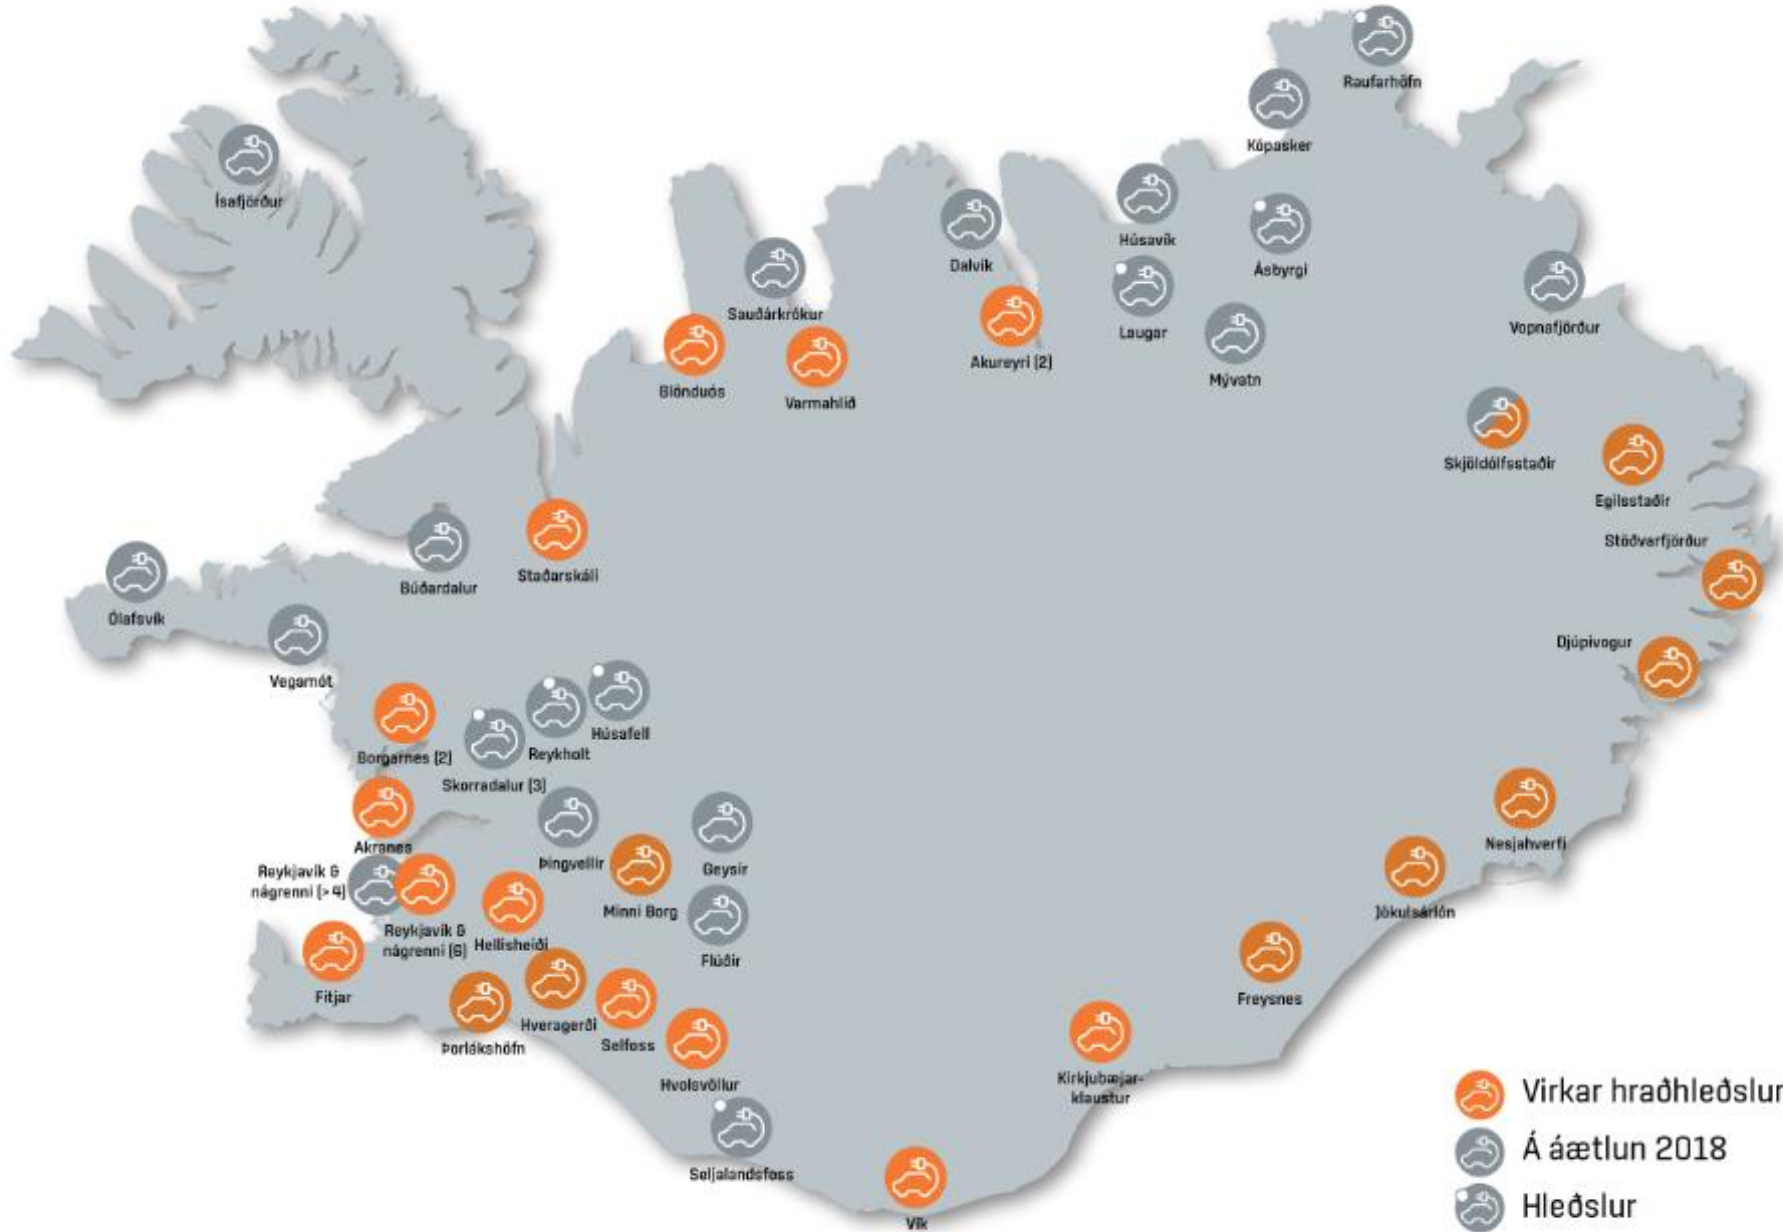 Raufarhöfn
Kópasker
Ísafjörður
Húsavík
Dalvík
Ásbyrgi
Sauðárkrókur
Vopnafjörður
Laugar
Akureyri (2)
Mývatn
Blönduós
Varmahlíð
Skjöldólfsstaðir
Egilsstaðir
Stöðvarfjörður
Staðarskáli
Búðardalur
Ólafsvík
Djúpivogur
Vegamót
Húsafell
Reykholt
Borgarnes (2)
Skorradalur (3)
Akranes
Nesjahverfi
Þingvellir
Geysir
Reykjavík &
nágrenni (>4)
Minni Borg
Jökulsárlón
Reykjavík &
nágrenni (6)
Hellisheiði
Flúðir
Fitjar
Freysnes
Hveragerði
Selfoss
Þorlákshöfn
Hvolsvöllur
Kirkjubæjar-
klaustur
Seljalandsfoss
Vík
Virkar hraðhleðslur
Á áætlun 2018
Hleðslur